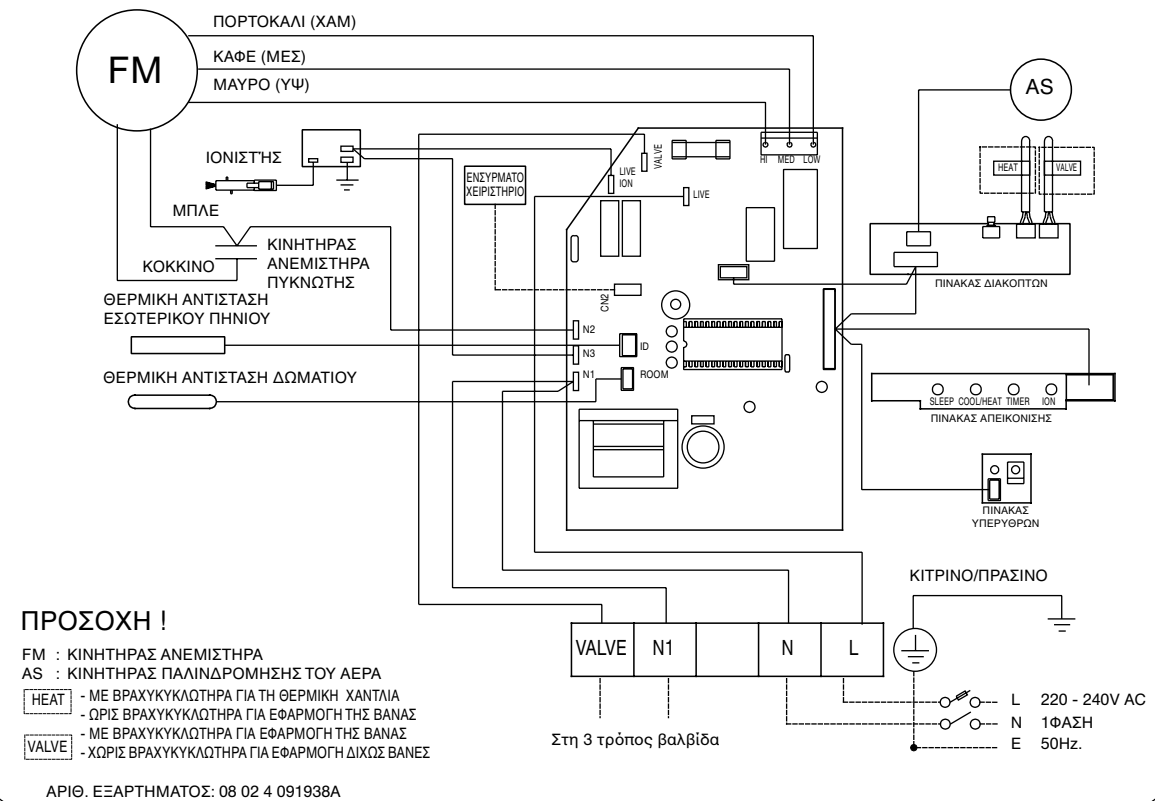 ΠΟΡΤΟΚΑΛΙ (ΧΑΜ)
ΚΑΦΕ (ΜΕΣ)
ΜΑΥΡΟ (ΥΨ)
FM
AS
ΙΟΝΙΣΤΉΣ
ΕΝΣΥΡΜΑΤΟ
ΧΕΙΡΙΣΤΗΡΙΟ
LIVE
ION
VALVE
LIVE
HI MED LOW
HEAT
VALVE
ΜΠΛΕ
ΚΟΚΚΙΝΟ
ΚΙΝΗΤΗΡΑΣ
ΑΝΕΜΙΣΤΗΡΑ
ΠΥΚΝΩΤΗΣ
ΠΙΝΑΚΑΣ ΔΙΑΚΟΠΤΩΝ
ΘΕΡΜΙΚΗ ΑΝΤΙΣΤΑΣΗ
ΕΣΩΤΕΡΙΚΟΥ ΠΗΝΙΟΥ
CN2
N2
N3
N1
ID
ROOM
ΘΕΡΜΙΚΗ ΑΝΤΙΣΤΑΣΗ ΔΩΜΑΤΙΟΥ
SLEEP COOL/HEAT TIMER ION
ΠΙΝΑΚΑΣ ΑΠΕΙΚΟΝΙΣΗΣ
ΠΙΝΑΚΑΣ
ΥΠΕΡΥΘΡΩΝ
ΚΙΤΡΙΝΟ/ΠΡΑΣΙΝΟ
VALVE N1 N L
Στη 3 τρόπος βαλβίδα
L 220 - 240V AC
N 1ΦΑΣΗ
E 50Hz.
ΠΡΟΣΟΧΗ !
FM : ΚΙΝΗΤΗΡΑΣ ΑΝΕΜΙΣΤΗΡΑ
AS : ΚΙΝΗΤΗΡΑΣ ΠΑΛΙΝΔΡΟΜΗΣΗΣ ΤΟΥ ΑΕΡΑ
HEAT - ΜΕ ΒΡΑΧΥΚΥΚΛΩΤΗΡΑ ΓΙΑ ΤΗ ΘΕΡΜΙΚΗ ΧΑΝΤΛΙΑ
- ΩΡΙΣ ΒΡΑΧΥΚΥΚΛΩΤΗΡΑ ΓΙΑ ΕΦΑΡΜΟΓΗ ΤΗΣ ΒΑΝΑΣ
VALVE - ΜΕ ΒΡΑΧΥΚΥΚΛΩΤΗΡΑ ΓΙΑ ΕΦΑΡΜΟΓΗ ΤΗΣ ΒΑΝΑΣ
- ΧΩΡΙΣ ΒΡΑΧΥΚΥΚΛΩΤΗΡΑ ΓΙΑ ΕΦΑΡΜΟΓΗ ΔΙΧΩΣ ΒΑΝΕΣ
ΑΡΙΘ. ΕΞΑΡΤΗΜΑΤΟΣ: 08 02 4 091938A